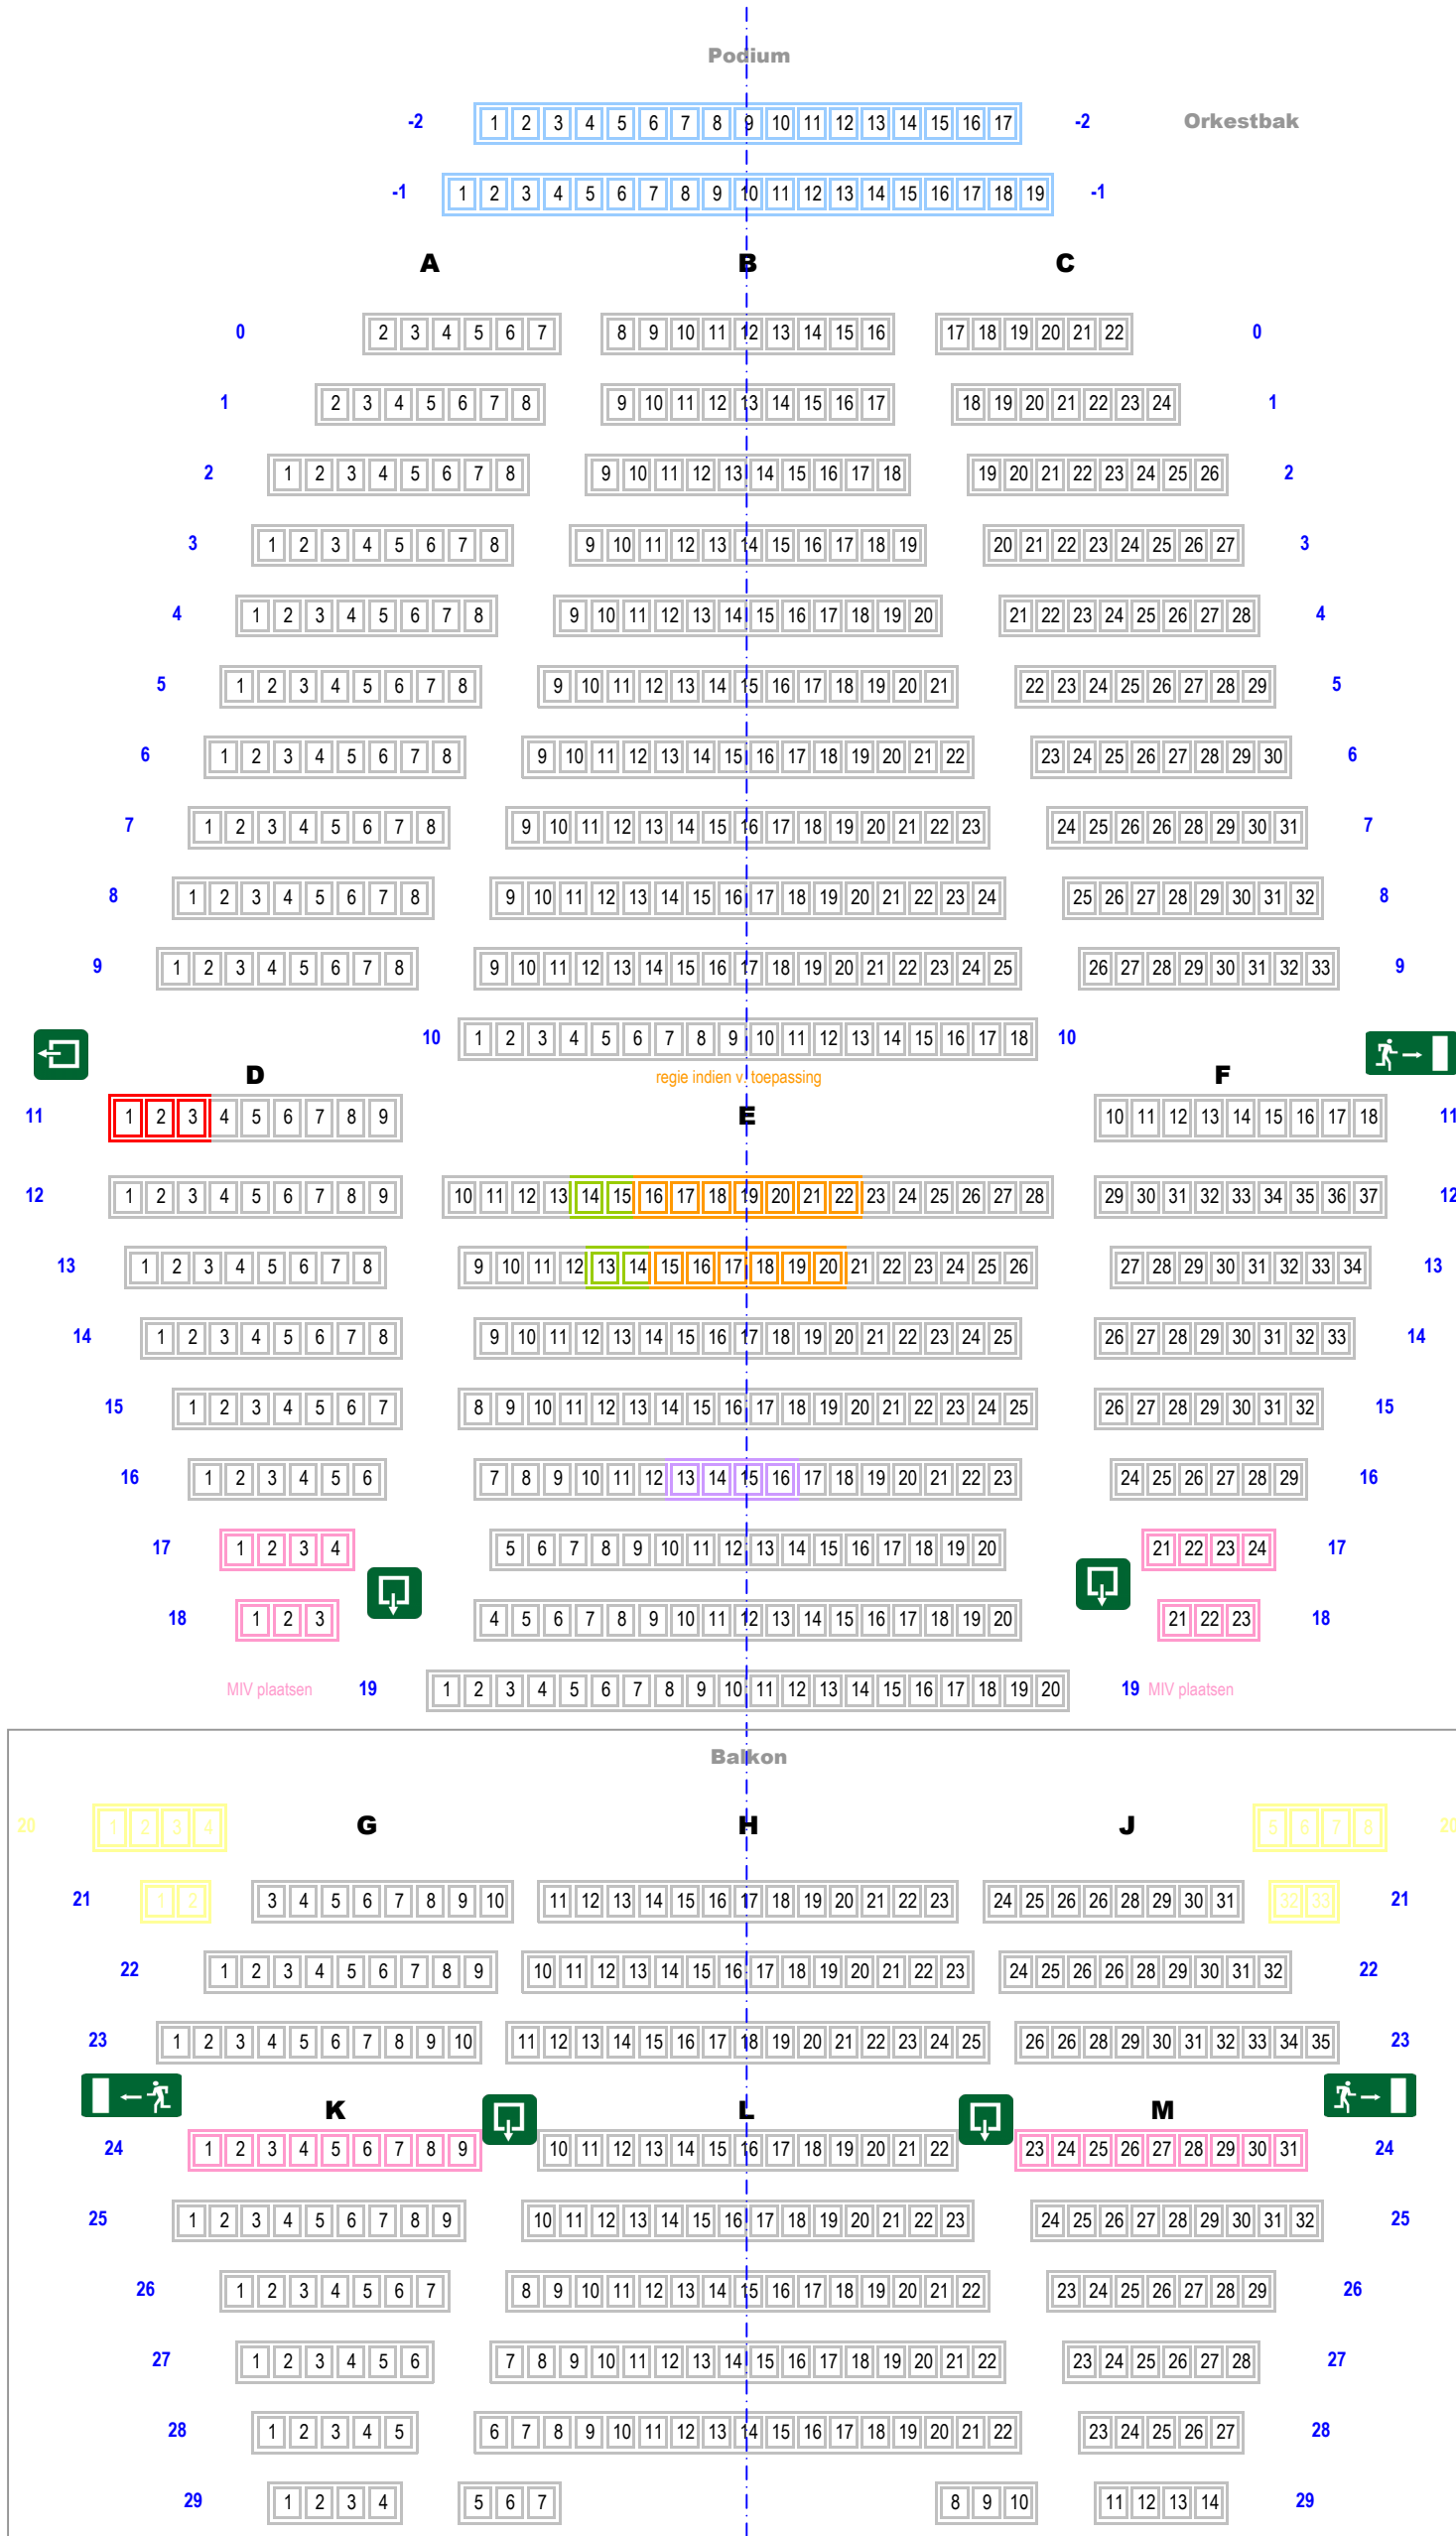 Podium
-2 1 2 3 4 5 6 7 8 9 10 11 12 13 14 15 16 17 -2 Orkestbak
-1 1 2 3 4 5 6 7 8 9 10 11 12 13 14 15 16 17 18 19 -1
A B C
0 2 3 4 5 6 7 8 9 10 11 12 13 14 15 16 17 18 19 20 21 22 0
1 2 3 4 5 6 7 8 9 10 11 12 13 14 15 16 17 18 19 20 21 22 23 24 1
2 1 2 3 4 5 6 7 8 9 10 11 12 13 14 15 16 17 18 19 20 21 22 23 24 25 26 2
3 1 2 3 4 5 6 7 8 9 10 11 12 13 14 15 16 17 18 19 20 21 22 23 24 25 26 27 3
4 1 2 3 4 5 6 7 8 9 10 11 12 13 14 15 16 17 18 19 20 21 22 23 24 25 26 27 28 4
5 1 2 3 4 5 6 7 8 9 10 11 12 13 14 15 16 17 18 19 20 21 22 23 24 25 26 27 28 29 5
6 1 2 3 4 5 6 7 8 9 10 11 12 13 14 15 16 17 18 19 20 21 22 23 24 25 26 27 28 29 30 6
7 1 2 3 4 5 6 7 8 9 10 11 12 13 14 15 16 17 18 19 20 21 22 23 24 25 26 26 28 29 30 31 7
8 1 2 3 4 5 6 7 8 9 10 11 12 13 14 15 16 17 18 19 20 21 22 23 24 25 26 27 28 29 30 31 32 8
9 1 2 3 4 5 6 7 8 9 10 11 12 13 14 15 16 17 18 19 20 21 22 23 24 25 26 27 28 29 30 31 32 33 9
10 1 2 3 4 5 6 7 8 9 10 11 12 13 14 15 16 17 18 10
D regie indien v. toepassing F
11 1 2 3 4 5 6 7 8 9 E 10 11 12 13 14 15 16 17 18 11
12 1 2 3 4 5 6 7 8 9 10 11 12 13 14 15 16 17 18 19 20 21 22 23 24 25 26 27 28 29 30 31 32 33 34 35 36 37 12
13 1 2 3 4 5 6 7 8 9 10 11 12 13 14 15 16 17 18 19 20 21 22 23 24 25 26 27 28 29 30 31 32 33 34 13
14 1 2 3 4 5 6 7 8 9 10 11 12 13 14 15 16 17 18 19 20 21 22 23 24 25 26 27 28 29 30 31 32 33 14
15 1 2 3 4 5 6 7 8 9 10 11 12 13 14 15 16 17 18 19 20 21 22 23 24 25 26 27 28 29 30 31 32 15
16 1 2 3 4 5 6 7 8 9 10 11 12 13 14 15 16 17 18 19 20 21 22 23 24 25 26 27 28 29 16
17 1 2 3 4 5 6 7 8 9 10 11 12 13 14 15 16 17 18 19 20 21 22 23 24 17
18 1 2 3 4 5 6 7 8 9 10 11 12 13 14 15 16 17 18 19 20 21 22 23 18
MIV plaatsen 19 1 2 3 4 5 6 7 8 9 10 11 12 13 14 15 16 17 18 19 20 19 MIV plaatsen
Balkon
20 1 2 3 4 G H J 5 6 7 8 20
21 1 2 3 4 5 6 7 8 9 10 11 12 13 14 15 16 17 18 19 20 21 22 23 24 25 26 26 28 29 30 31 32 33 21
22 1 2 3 4 5 6 7 8 9 10 11 12 13 14 15 16 17 18 19 20 21 22 23 24 25 26 26 28 29 30 31 32 22
23 1 2 3 4 5 6 7 8 9 10 11 12 13 14 15 16 17 18 19 20 21 22 23 24 25 26 26 28 29 30 31 32 33 34 35 23
K L M
24 1 2 3 4 5 6 7 8 9 10 11 12 13 14 15 16 17 18 19 20 21 22 23 24 25 26 27 28 29 30 31 24
25 1 2 3 4 5 6 7 8 9 10 11 12 13 14 15 16 17 18 19 20 21 22 23 24 25 26 27 28 29 30 31 32 25
26 1 2 3 4 5 6 7 8 9 10 11 12 13 14 15 16 17 18 19 20 21 22 23 24 25 26 27 28 29 26
27 1 2 3 4 5 6 7 8 9 10 11 12 13 14 15 16 17 18 19 20 21 22 23 24 25 26 27 28 27
28 1 2 3 4 5 6 7 8 9 10 11 12 13 14 15 16 17 18 19 20 21 22 23 24 25 26 27 28
29 1 2 3 4 5 6 7 8 9 10 11 12 13 14 29